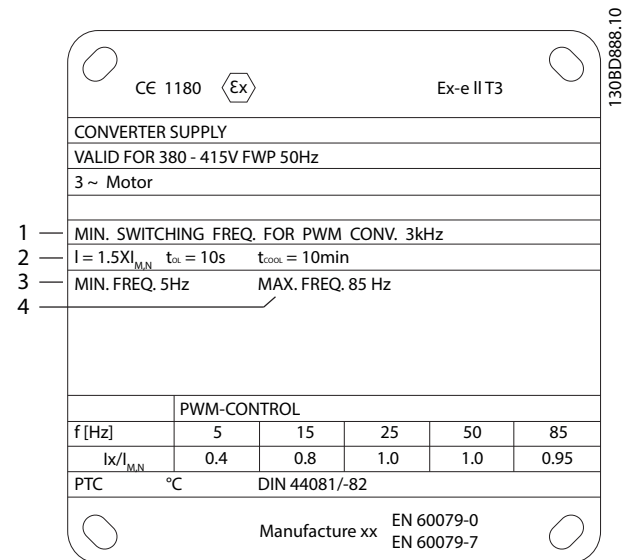 130BD888.10
CE 1180 Ex Ex-e ll T3
CONVERTER SUPPLY
VALID FOR 380 - 415V FWP 50Hz
3 ~ Motor
1 MIN. SWITCHING FREQ. FOR PWM CONV. 3kHz
2 l = 1.5XIM,N tOL = 10s tCOOL = 10min
3 MIN. FREQ. 5Hz MAX. FREQ. 85 Hz
4
PWM-CONTROL
f [Hz] 5 15 25 50 85
Ix/IM,N 0.4 0.8 1.0 1.0 0.95
PTC °C DIN 44081/-82
Manufacture xx EN 60079-0
EN 60079-7